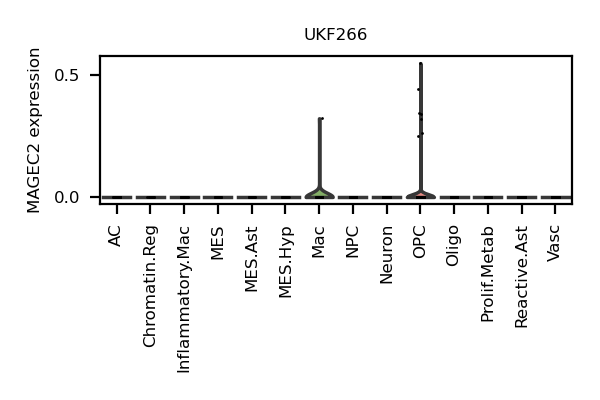 UKF266
MAGEC2 expression
0.5
0.0
AC
Chromatin.Reg
Inflammatory.Mac
MES
MES.Ast
MES.Hyp
Mac
NPC
Neuron
OPC
Oligo
Prolif.Metab
Reactive.Ast
Vasc